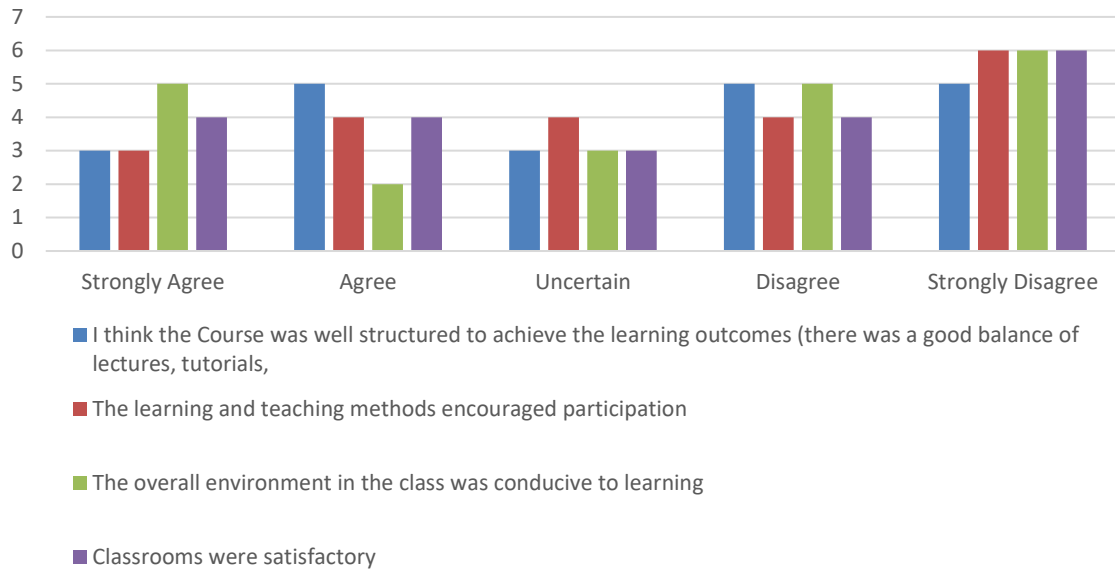 7
6
5
4
3
2
1
0
Strongly Agree
Agree
Uncertain
Disagree
Strongly Disagree
I think the Course was well structured to achieve the learning outcomes (there was a good balance of
lectures, tutorials,
The learning and teaching methods encouraged participation
The overall environment in the class was conducive to learning
Classrooms were satisfactory